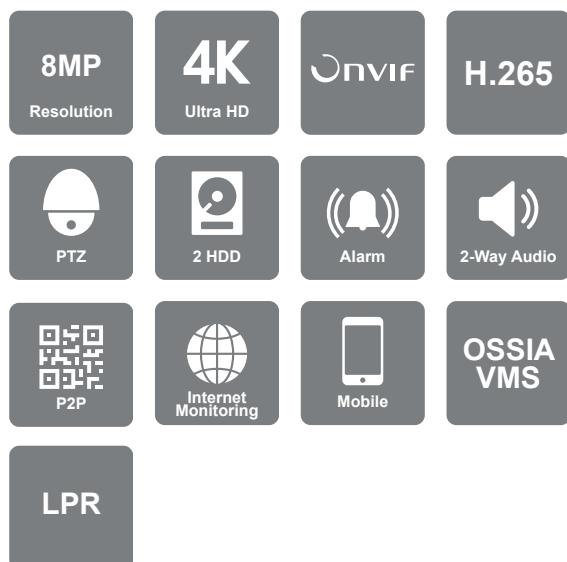 8MP
Resolution
4K
Ultra HD
ONVIF
H.265
PTZ
2 HDD
Alarm
2-Way Audio
P2P
Internet
Monitoring
Mobile
OSSIA
VMS
LPR